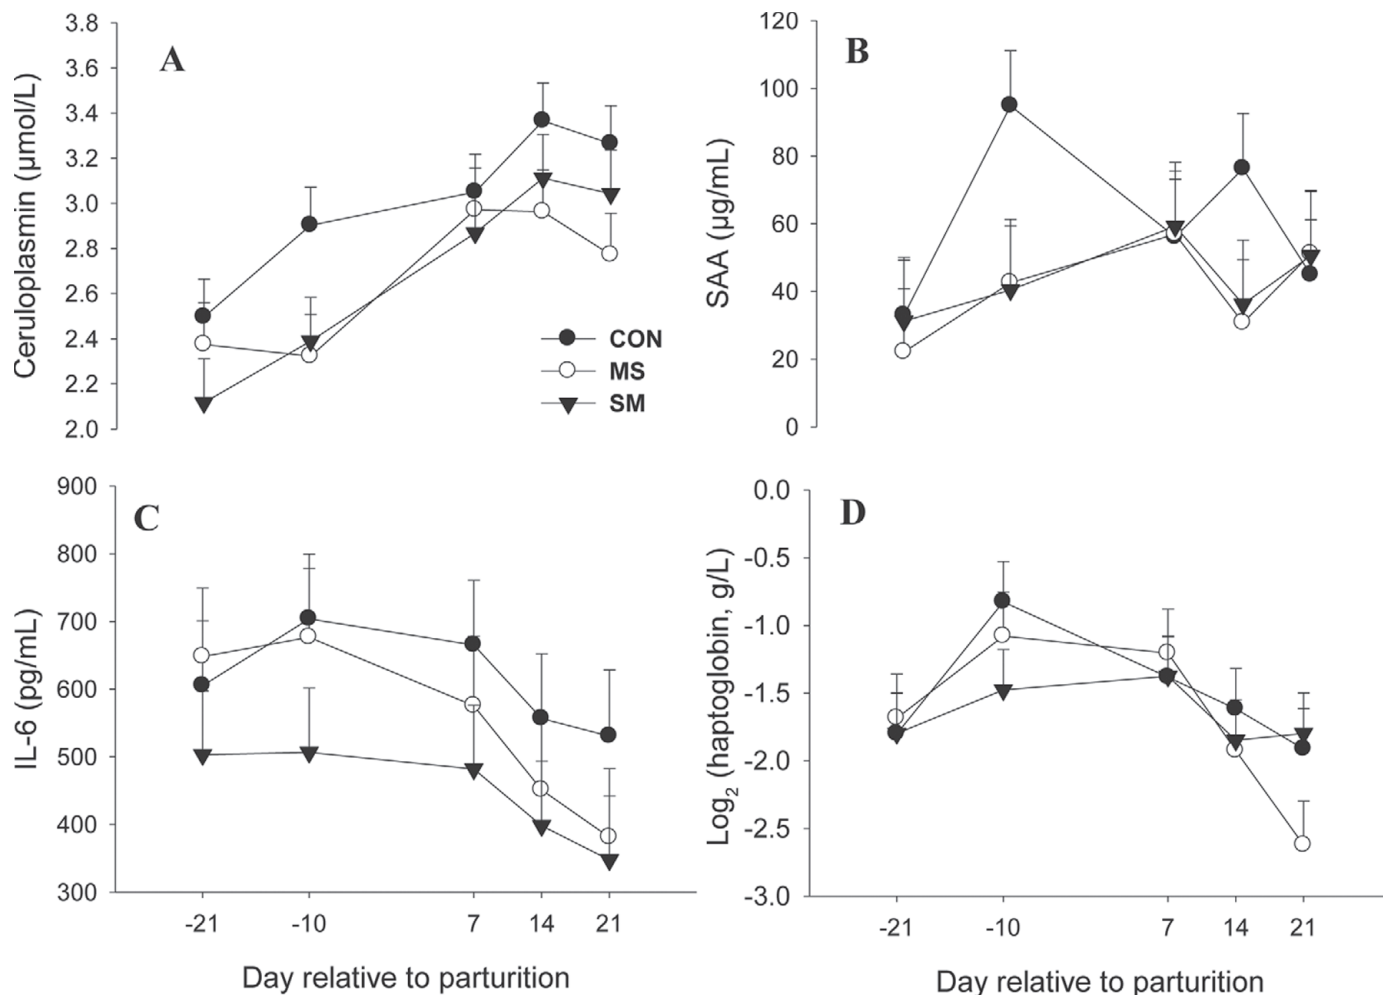 A
Ceruloplasmin (µmol/L)
3.8
3.6
3.4
3.2
3.0
2.8
2.6
2.4
2.2
2.0
CON
MS
SM
B
SAA (µg/mL)
120
100
80
60
40
20
0
C
IL-6 (pg/mL)
900
800
700
600
500
400
300
-21 -10 7 14 21
Day relative to parturition
D
Log2 (haptoglobin, g/L)
0.0
-0.5
-1.0
-1.5
-2.0
-2.5
-3.0
-21 -10 7 14 21
Day relative to parturition